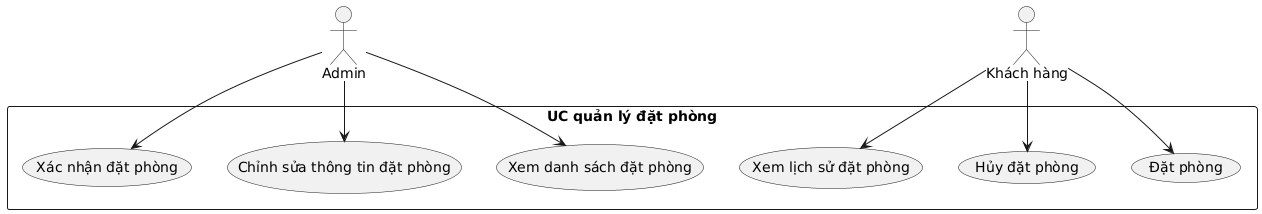 Admin
Khách hàng
UC quản lý đặt phòng
Xác nhận đặt phòng
Chỉnh sửa thông tin đặt phòng
Xem danh sách đặt phòng
Xem lịch sử đặt phòng
Hủy đặt phòng
Đặt phòng